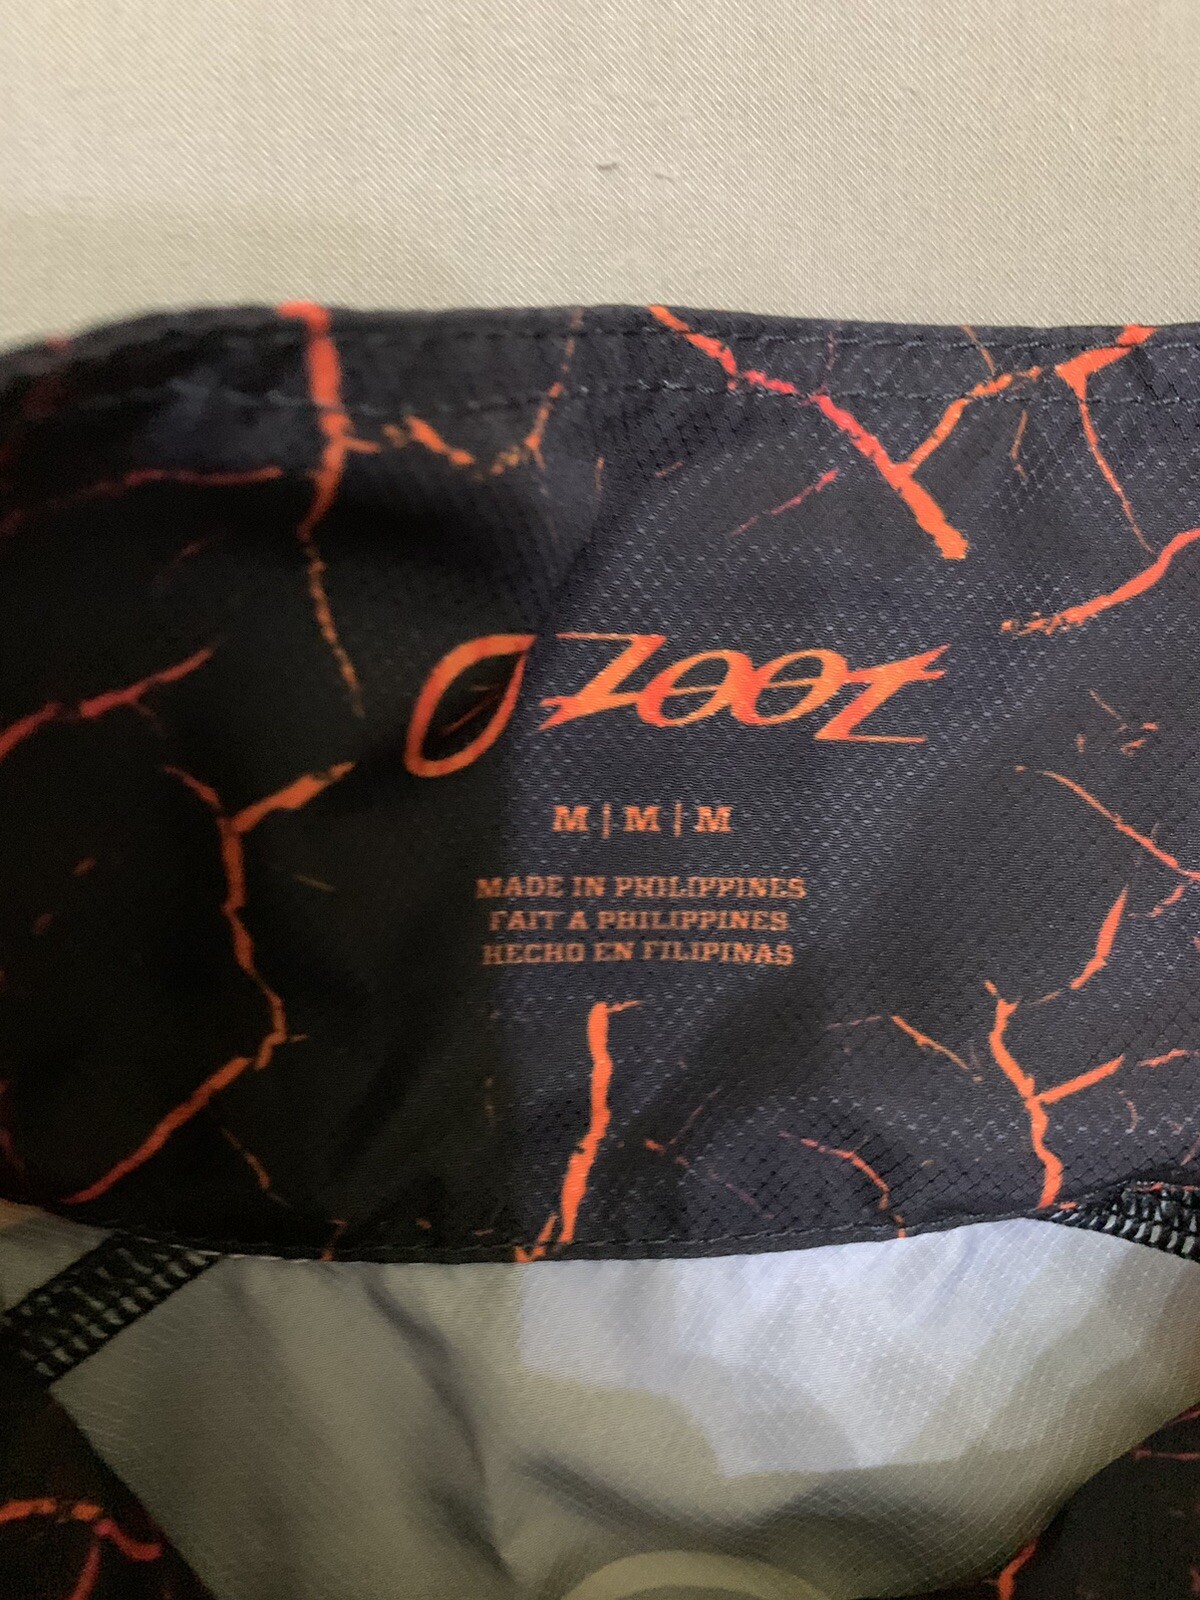 ZOOT
M | M | M
MADE IN PHILIPPINES
FAIT A PHILIPPINES
HECHO EN FILIPINAS